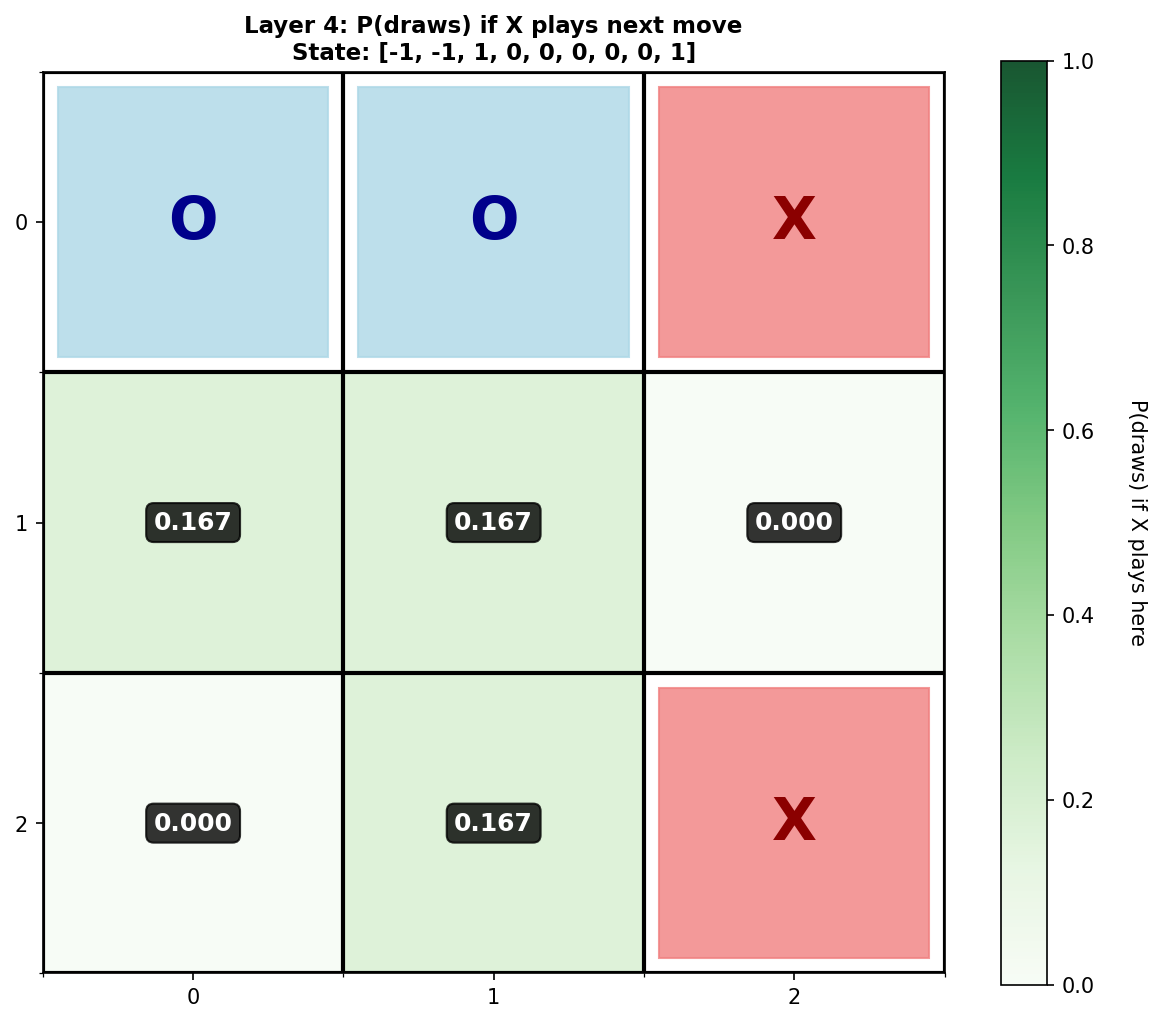 Layer 4: P(draws) if X plays next move
State: [-1, -1, 1, 0, 0, 0, 0, 0, 1]
0
O
O
X
1
0.167
0.167
0.000
2
0.000
0.167
X
0
1
2
1.0
0.8
0.6
0.4
0.2
0.0
P(draws) if X plays here